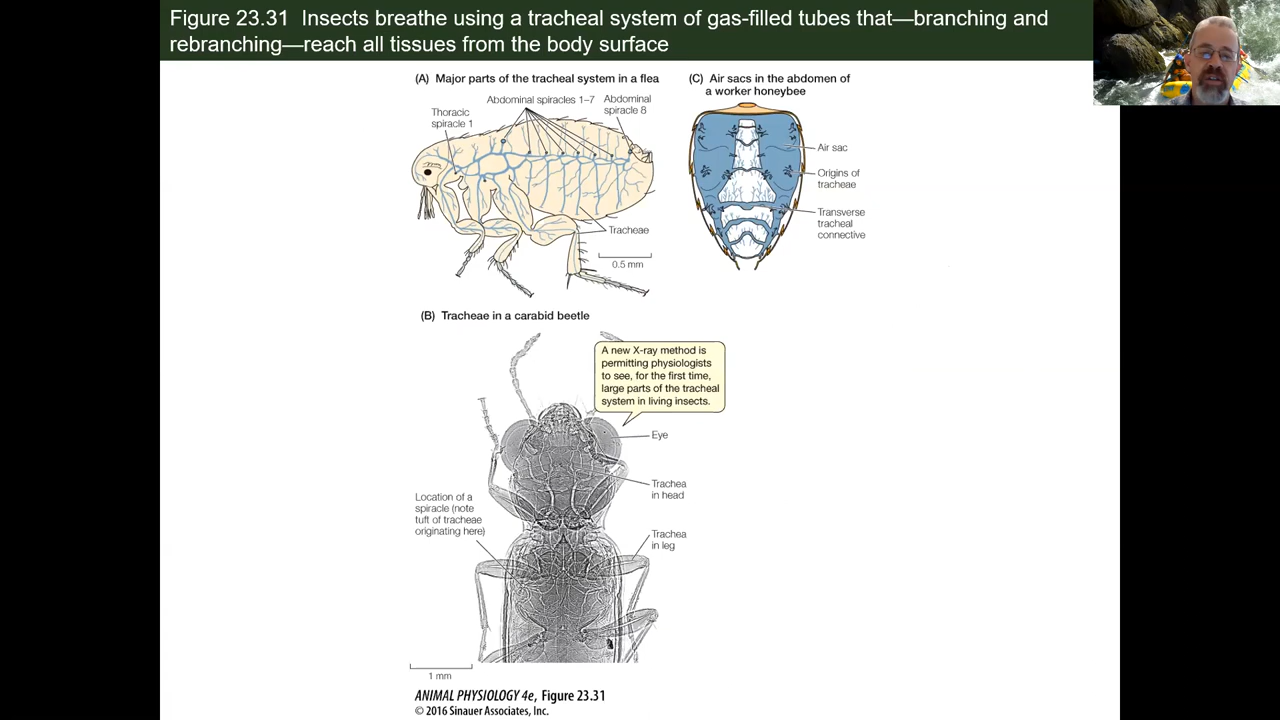 Figure 23.31 Insects breathe using a tracheal system of gas-filled tubes that—branching and
rebranching—reach all tissues from the body surface
(A) Major parts of the tracheal system in a flea
Thoracic
spiracle 1
Abdominal spiracles 1–7
Abdominal
spiracle 8
Tracheae
0.5 mm
(C) Air sacs in the abdomen of
a worker honeybee
Air sac
Origins of
tracheae
Transverse
tracheal
connective
(B) Tracheae in a carabid beetle
A new X-ray method is
permitting physiologists
to see, for the first time,
large parts of the tracheal
system in living insects.
Eye
Trachea
in head
Location of a
spiracle (note
tuft of tracheae
originating here)
Trachea
in leg
1 mm
ANIMAL PHYSIOLOGY 4e, Figure 23.31
© 2016 Sinauer Associates, Inc.